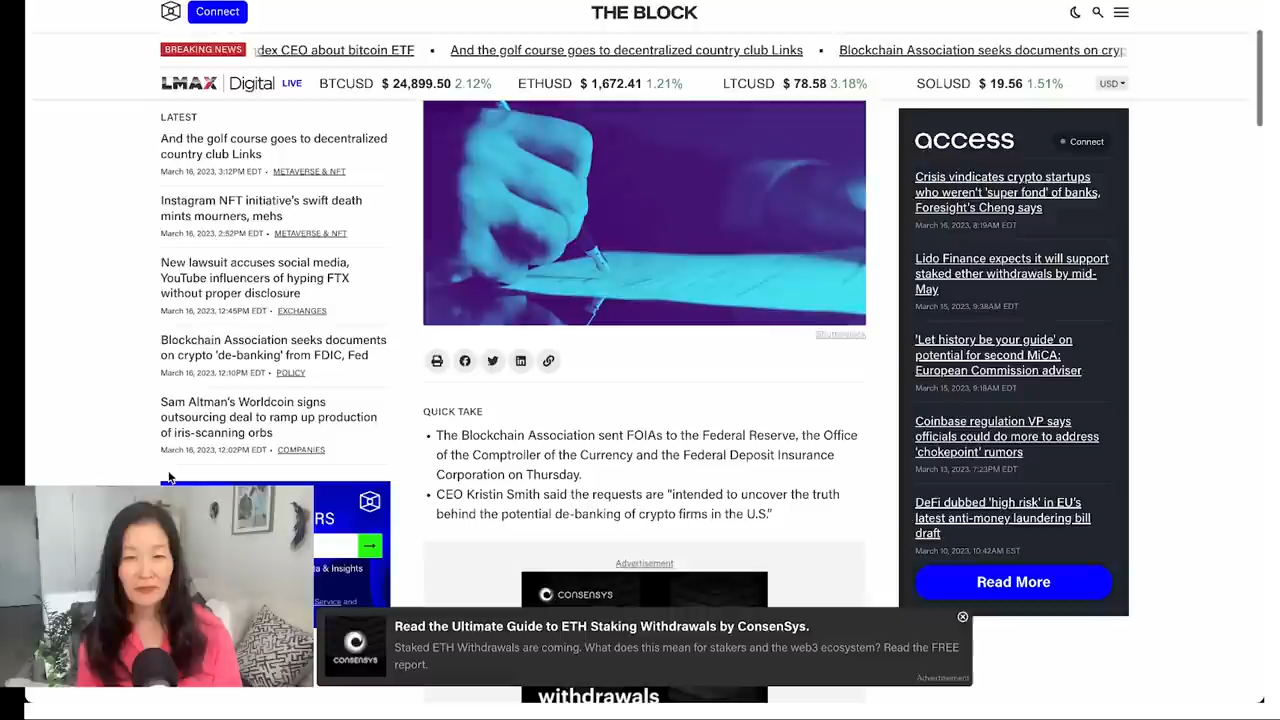 Connect
THE BLOCK
BREAKING NEWS
dex CEO about bitcoin ETF • And the golf course goes to decentralized country club Links • Blockchain Association seeks documents on cryp
LMAX Digital LIVE BTCUSD $ 24,899.50 2.12% ETHUSD $ 1,672.41 1.21% LTCUSD $ 78.58 3.18% SOLUSD $ 19.56 1.51% USD
LATEST
And the golf course goes to decentralized
country club Links
March 16, 2023, 3:12PM EDT • METAVERSE & NFT
Instagram NFT initiative's swift death
mints mourners, mehs
March 16, 2023, 2:52PM EDT • METAVERSE & NFT
New lawsuit accuses social media,
YouTube influencers of hyping FTX
without proper disclosure
March 16, 2023, 12:45PM EDT • EXCHANGES
Blockchain Association seeks documents
on crypto 'de-banking' from FDIC, Fed
March 16, 2023, 12:10PM EDT • POLICY
Sam Altman's Worldcoin signs
outsourcing deal to ramp up production
of iris-scanning orbs
March 16, 2023, 12:02PM EDT • COMPANIES
RS
ta & Insights
Service and
Shutterstock
QUICK TAKE
• The Blockchain Association sent FOIAs to the Federal Reserve, the Office
of the Comptroller of the Currency and the Federal Deposit Insurance
Corporation on Thursday.
• CEO Kristin Smith said the requests are "intended to uncover the truth
behind the potential de-banking of crypto firms in the U.S."
Advertisement
CONSENSYS
withdrawals
access
Connect
Crisis vindicates crypto startups
who weren't 'super fond' of banks,
Foresight's Cheng says
March 16, 2023, 8:19AM EDT
Lido Finance expects it will support
staked ether withdrawals by mid-
May
March 15, 2023, 9:38AM EDT
'Let history be your guide' on
potential for second MiCA:
European Commission adviser
March 15, 2023, 9:18AM EDT
Coinbase regulation VP says
officials could do more to address
'chokepoint' rumors
March 13, 2023, 7:23PM EDT
DeFi dubbed 'high risk' in EU's
latest anti-money laundering bill
draft
March 10, 2023, 10:42AM EST
Read More
CONSENSYS
Read the Ultimate Guide to ETH Staking Withdrawals by ConsenSys.
Staked ETH Withdrawals are coming. What does this mean for stakers and the web3 ecosystem? Read the FREE
report.
Advertisement